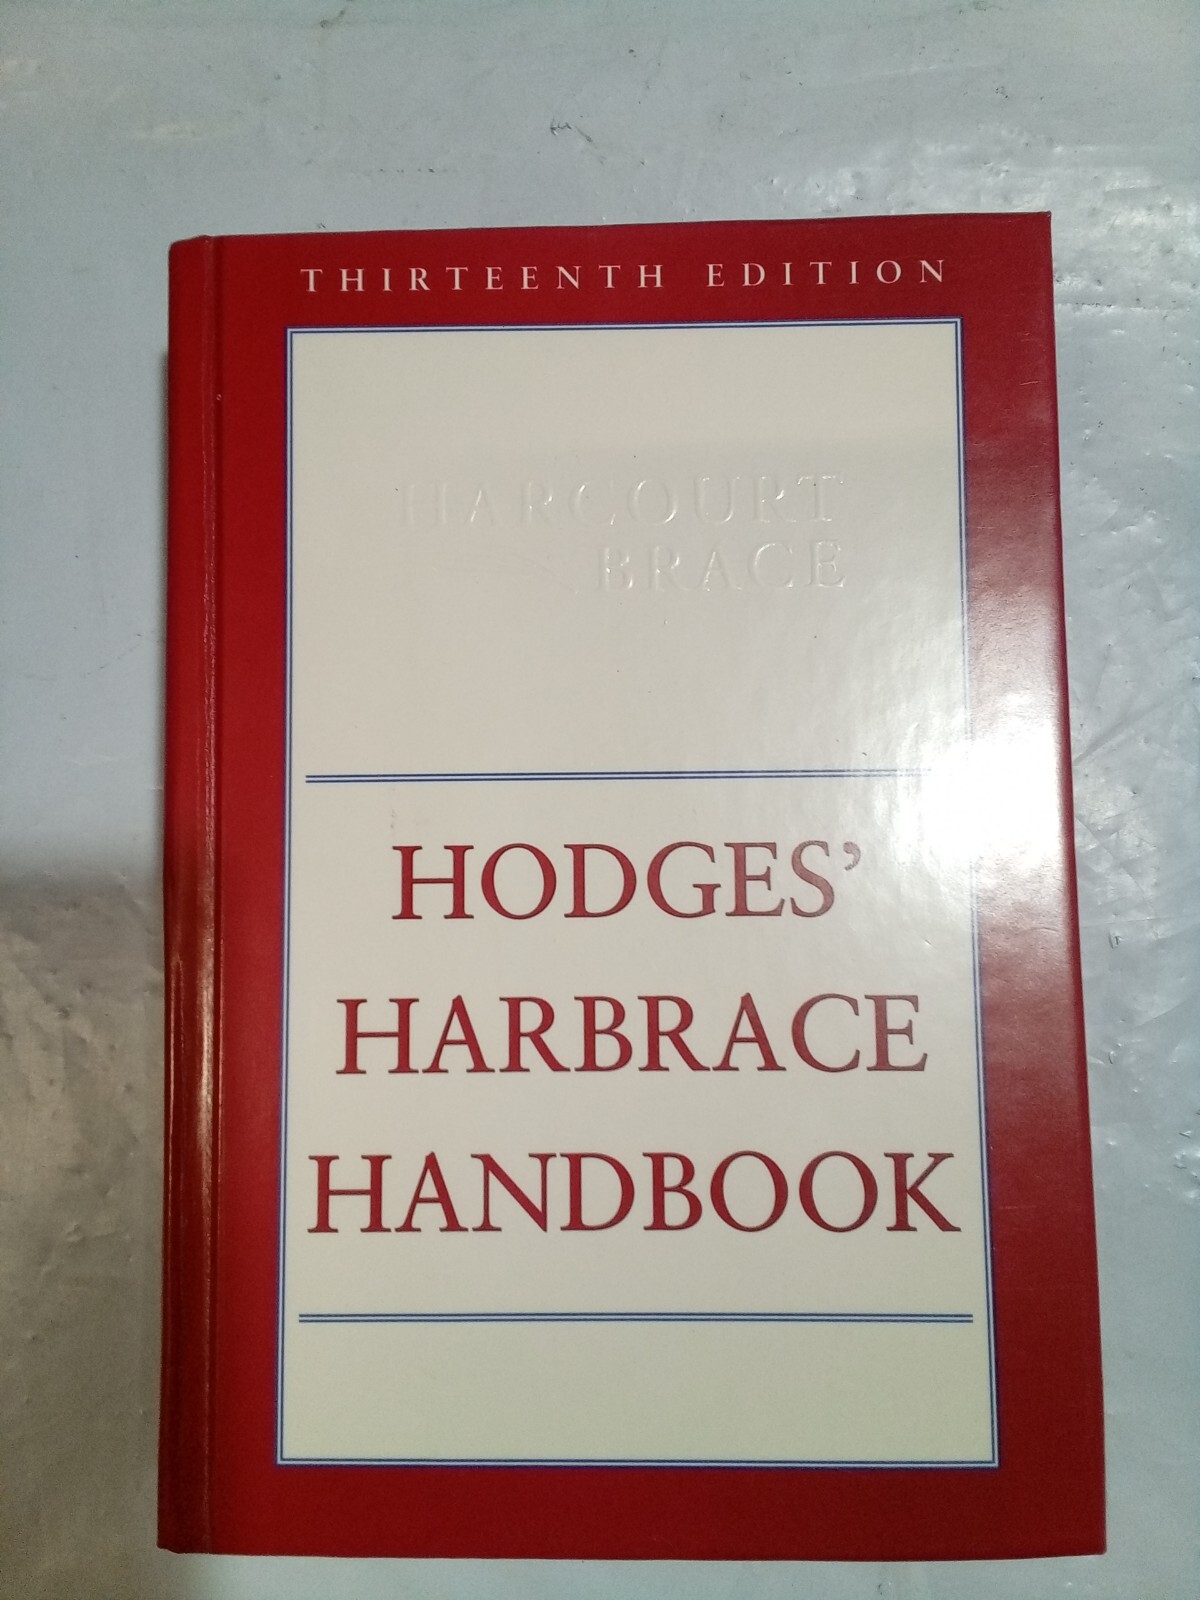 THIRTEENTH EDITION
HARCOURT
BRACE
HODGES’
HARBRACE
HANDBOOK